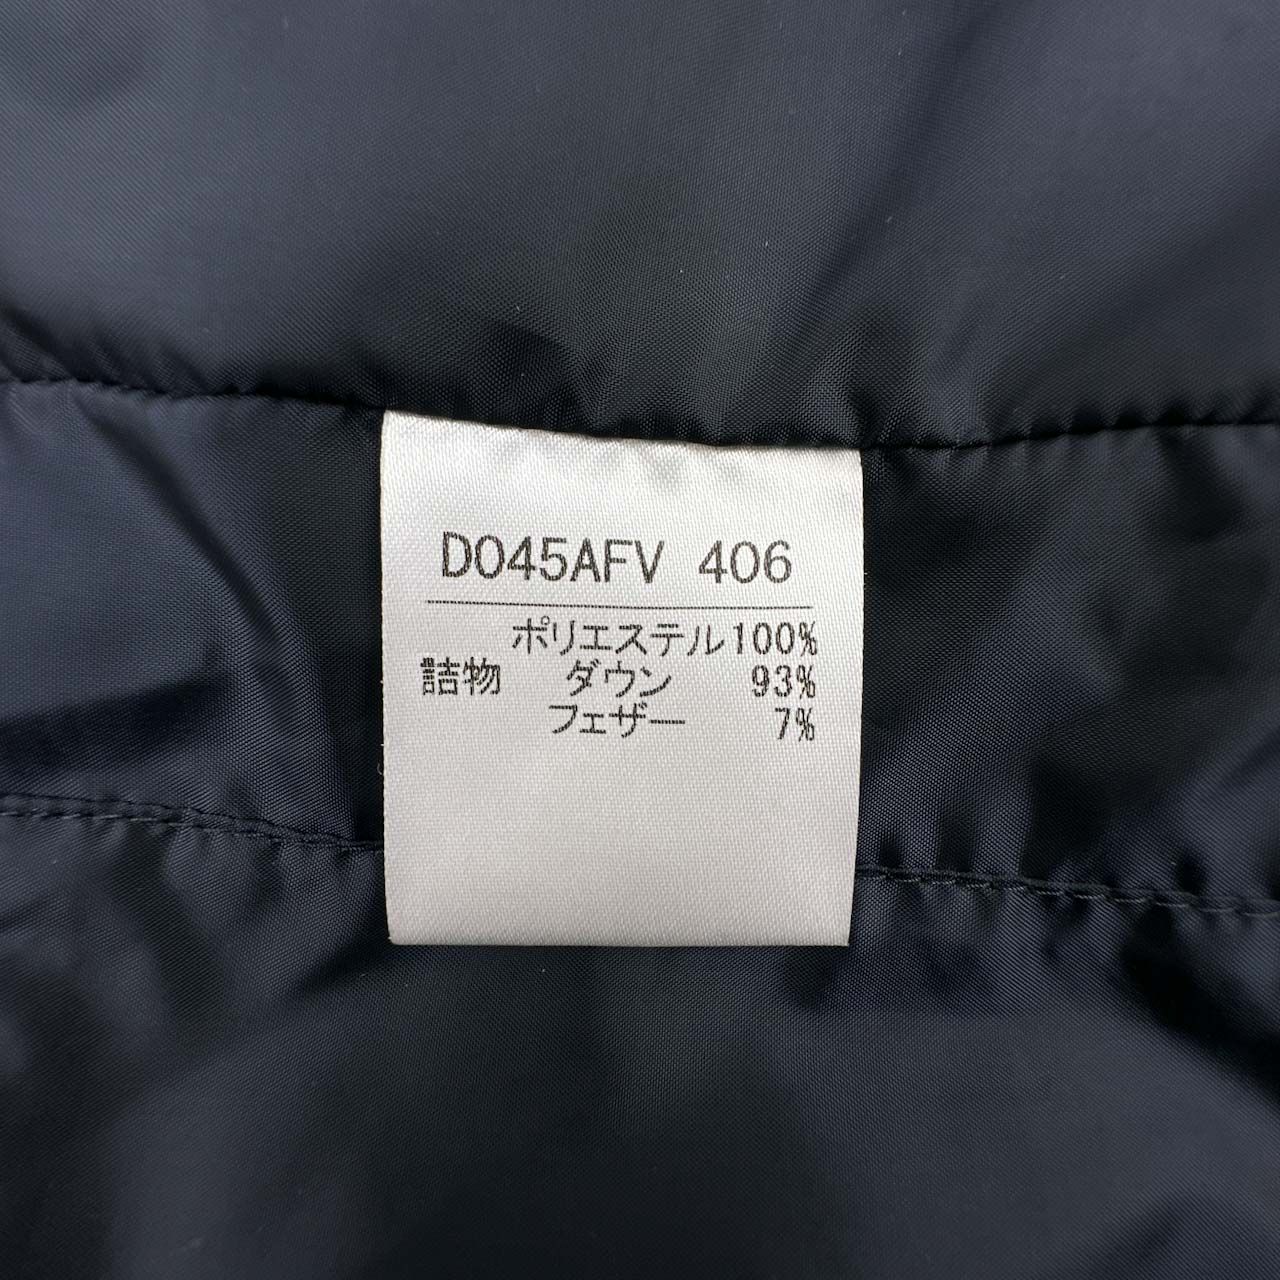 D045AFV 406
ポリエステル100%
詰物 ダウン 93%
フェザー 7%